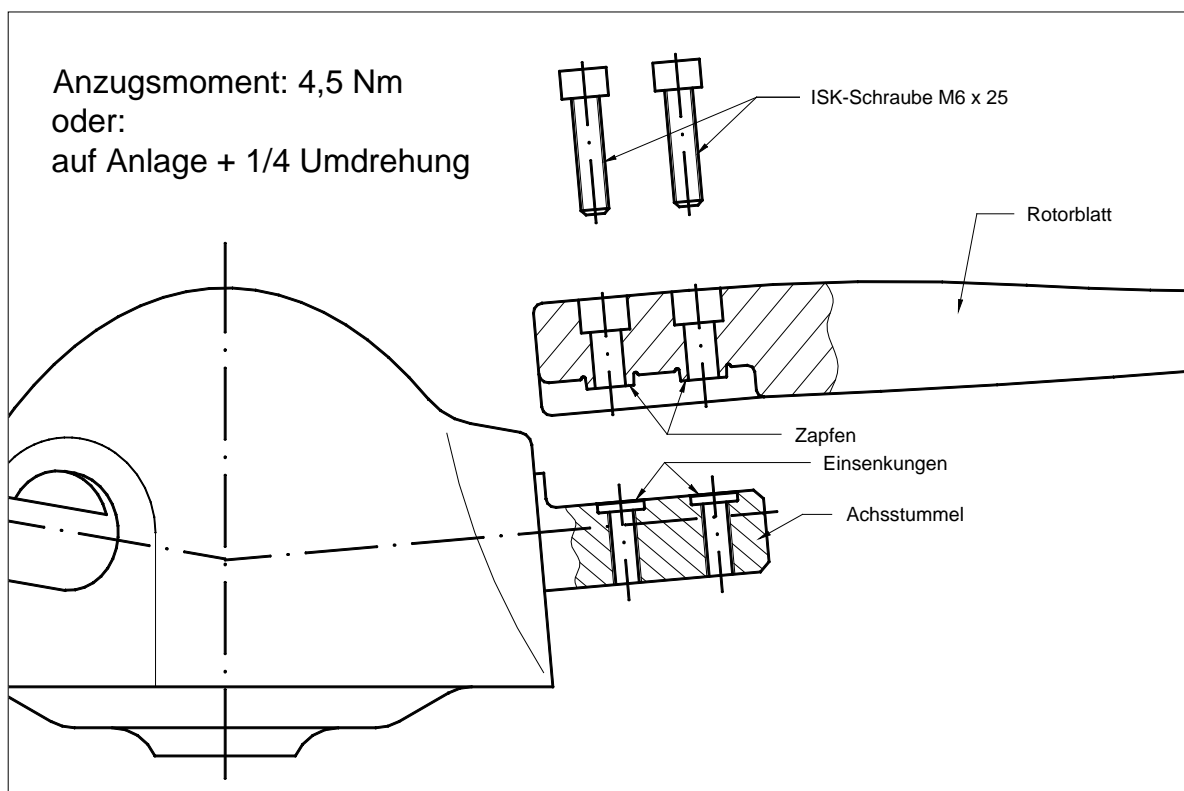 Anzugsmoment: 4,5 Nm
oder:
auf Anlage + 1/4 Umdrehung
ISK-Schraube M6 x 25
Rotorblatt
Zapfen
Einsenkungen
Achsstummel